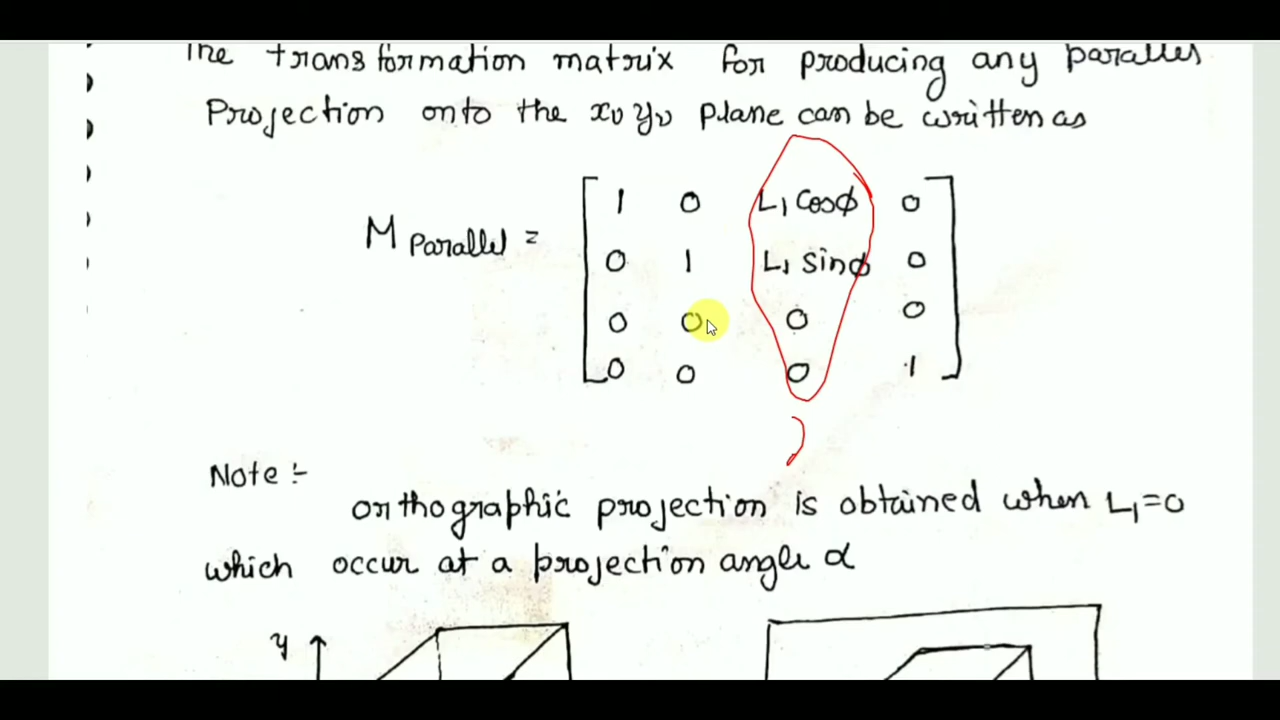 The transformation matrix for producing any parallel
Projection onto the xv yv plane can be written as
M Parallel = [ 1 0 L1 cosϕ 0
0 1 L1 sinϕ 0
0 0 0 0
0 0 0 1 ]
Note :-
orthographic projection is obtained when L1=0
which occur at a projection angle α
y